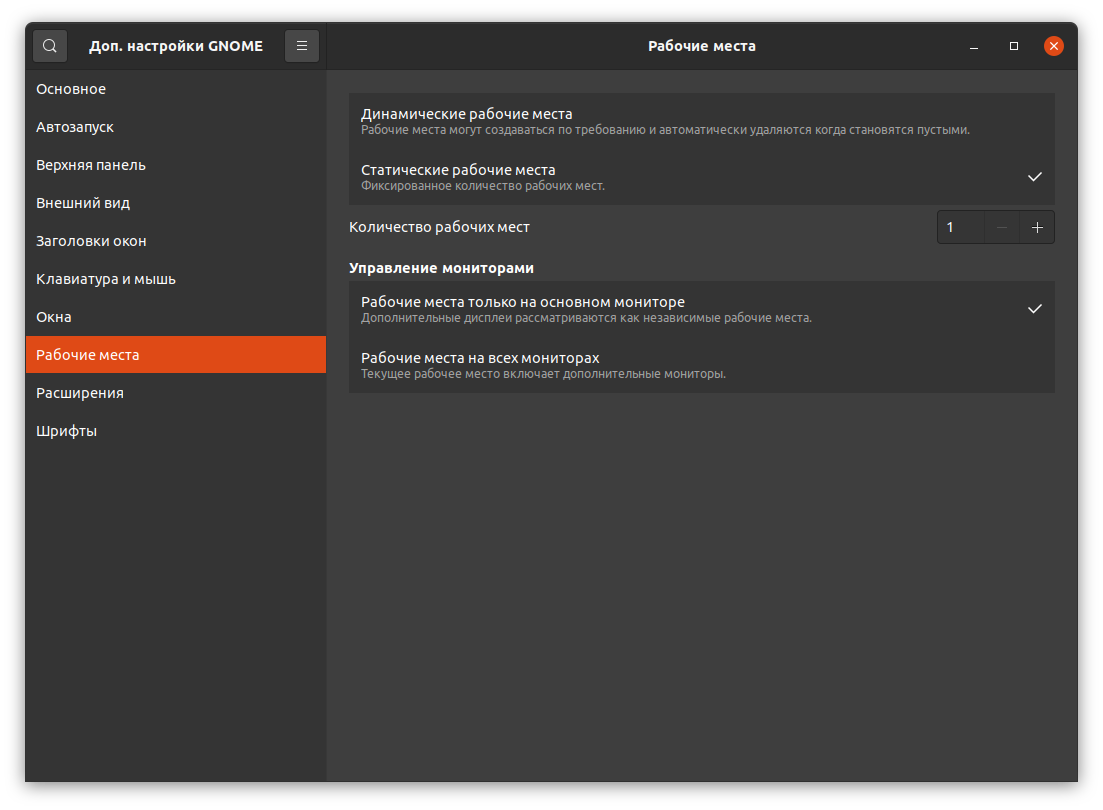 Доп. настройки GNOME
Рабочие места
Основное
Автозапуск
Верхняя панель
Внешний вид
Заголовки окон
Клавиатура и мышь
Окна
Рабочие места
Расширения
Шрифты
Динамические рабочие места
Рабочие места могут создаваться по требованию и автоматически удаляются когда становятся пустыми.
Статические рабочие места
Фиксированное количество рабочих мест.
Количество рабочих мест 1
Управление мониторами
Рабочие места только на основном мониторе
Дополнительные дисплеи рассматриваются как независимые рабочие места.
Рабочие места на всех мониторах
Текущее рабочее место включает дополнительные мониторы.